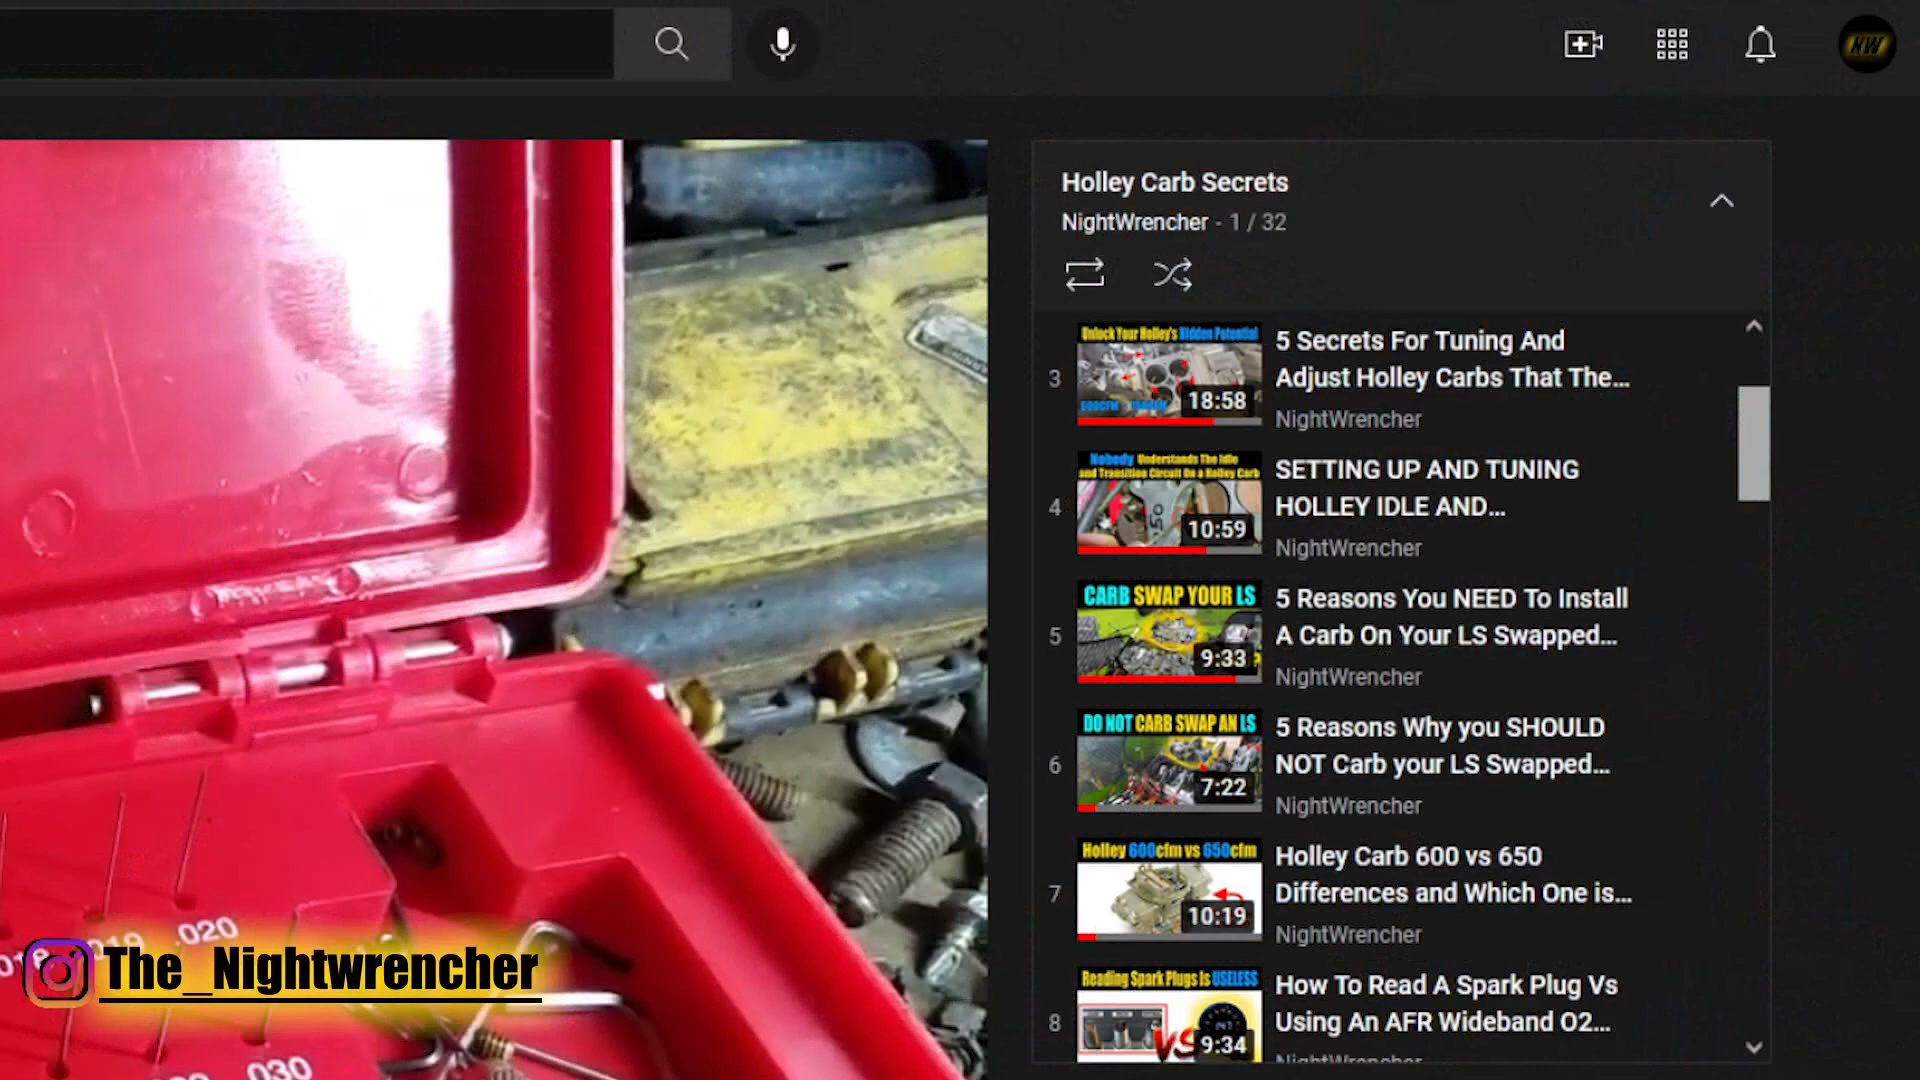 NW
Holley Carb Secrets
NightWrencher - 1 / 32
3
Unlock Your Holley's Hidden Potential
18:58
5 Secrets For Tuning And
Adjust Holley Carbs That The...
NightWrencher
4
Nobody Understands The Idle
and Transition Circuit On a Holley Carb
50
10:59
SETTING UP AND TUNING
HOLLEY IDLE AND...
NightWrencher
5
CARB SWAP YOUR LS
9:33
5 Reasons You NEED To Install
A Carb On Your LS Swapped...
NightWrencher
6
DO NOT CARB SWAP AN LS
7:22
5 Reasons Why you SHOULD
NOT Carb your LS Swapped...
NightWrencher
7
Holley 600cfm vs 650cfm
10:19
Holley Carb 600 vs 650
Differences and Which One is...
NightWrencher
8
Reading Spark Plugs Is USELESS
VS
9:34
How To Read A Spark Plug Vs
Using An AFR Wideband O2...
NightWrencher
.020
The_Nightwrencher
.030